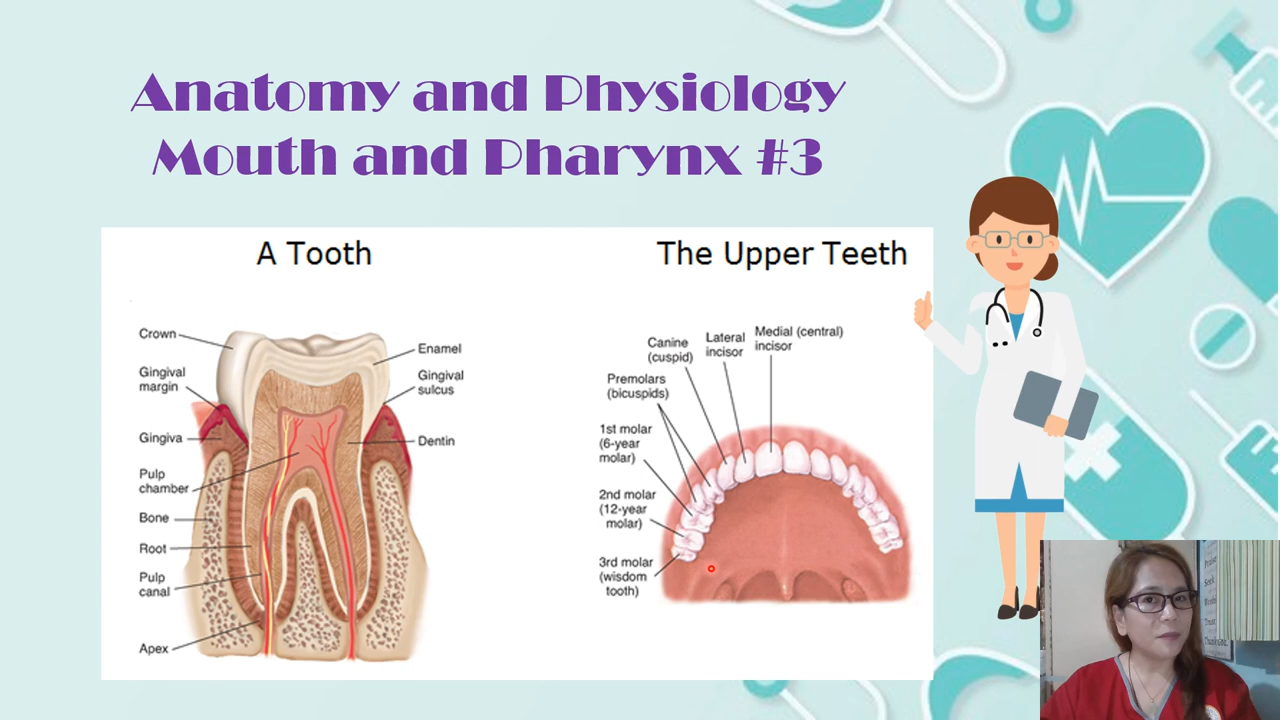 Anatomy and Physiology
Mouth and Pharynx #3
A Tooth
Crown
Gingival
margin
Gingiva
Pulp
chamber
Bone
Root
Pulp
canal
Apex
Enamel
Gingival
sulcus
Dentin
The Upper Teeth
Medial (central)
incisor
Lateral
incisor
Canine
(cuspid)
Premolars
(bicuspids)
1st molar
(6-year
molar)
2nd molar
(12-year
molar)
3rd molar
(wisdom
tooth)